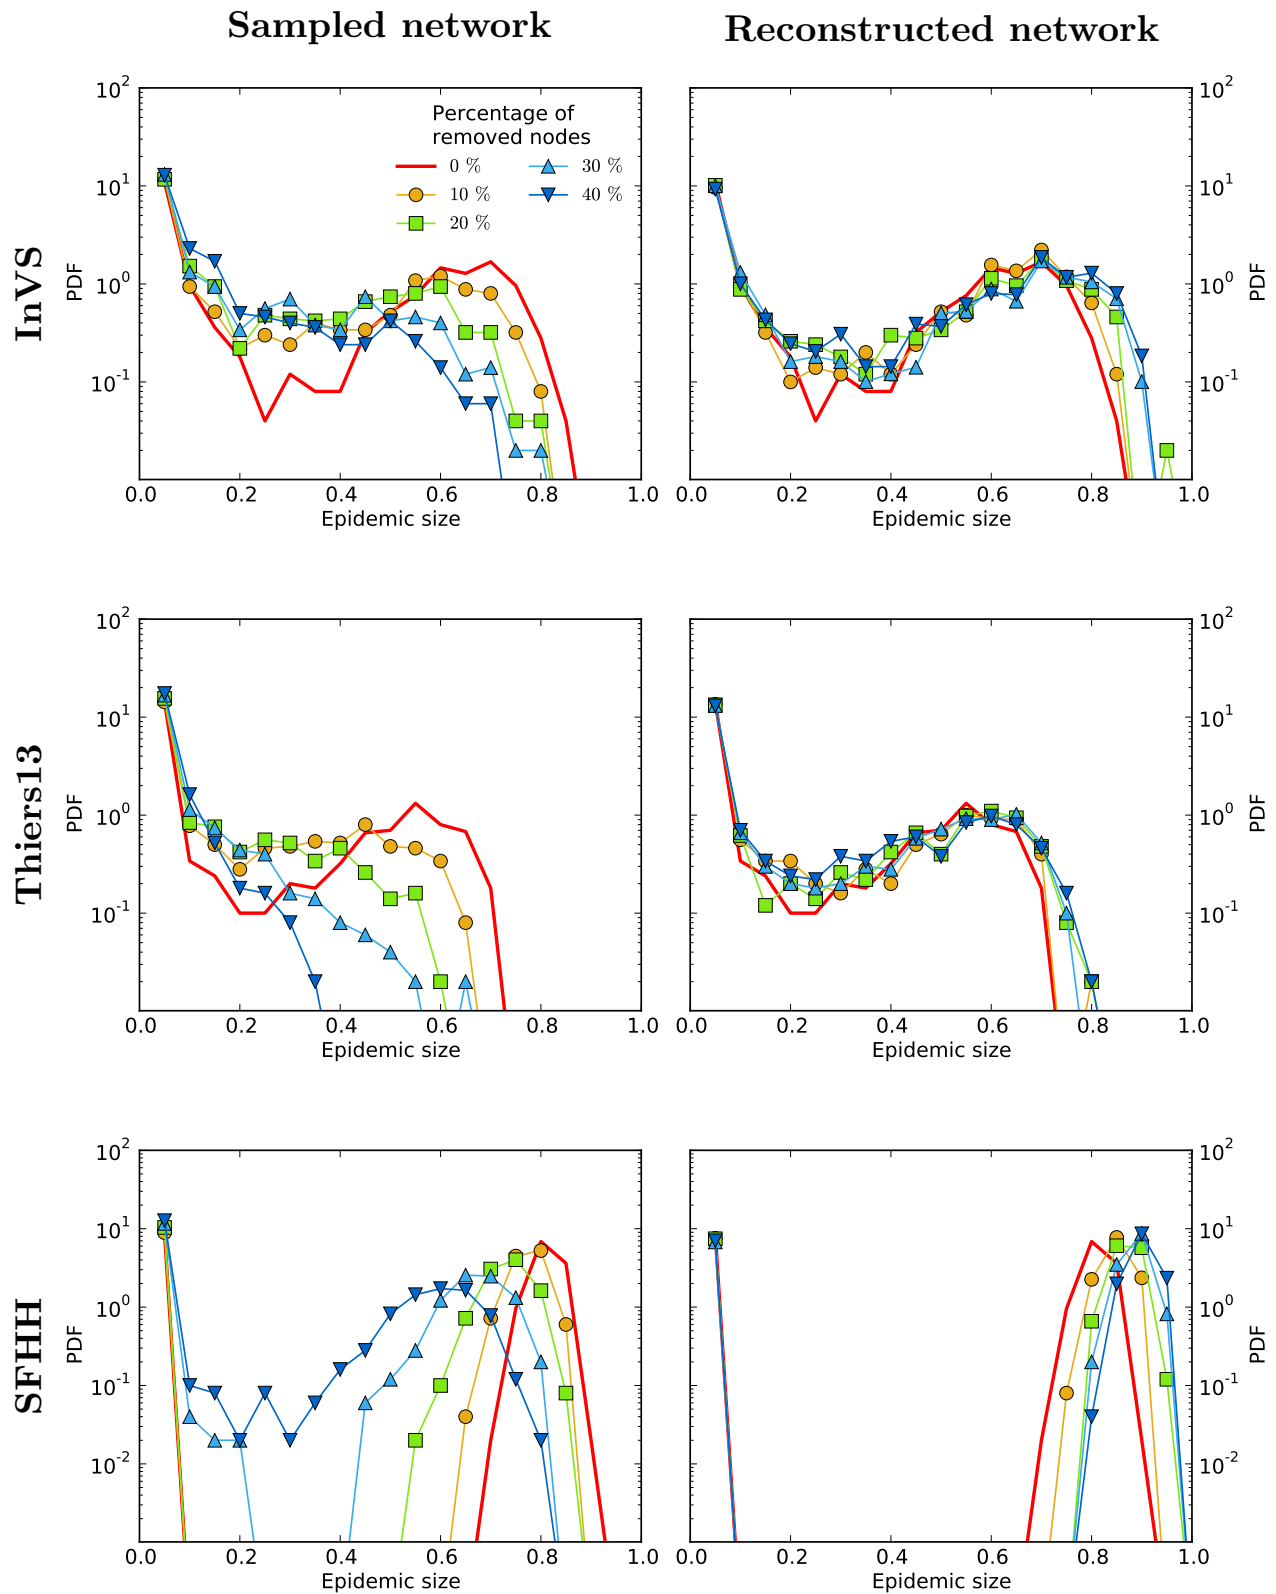 Sampled network
Reconstructed network
InVS
PDF
10^2
10^1
10^0
10^-1
Percentage of
removed nodes
0 %
10 %
20 %
30 %
40 %
0.0 0.2 0.4 0.6 0.8 1.0
Epidemic size
10^2
10^1
10^0
10^-1
PDF
0.0 0.2 0.4 0.6 0.8 1.0
Epidemic size
Thiers13
PDF
10^2
10^1
10^0
10^-1
0.0 0.2 0.4 0.6 0.8 1.0
Epidemic size
10^2
10^1
10^0
10^-1
PDF
0.0 0.2 0.4 0.6 0.8 1.0
Epidemic size
SFHH
PDF
10^2
10^1
10^0
10^-1
10^-2
0.0 0.2 0.4 0.6 0.8 1.0
Epidemic size
10^2
10^1
10^0
10^-1
10^-2
PDF
0.0 0.2 0.4 0.6 0.8 1.0
Epidemic size